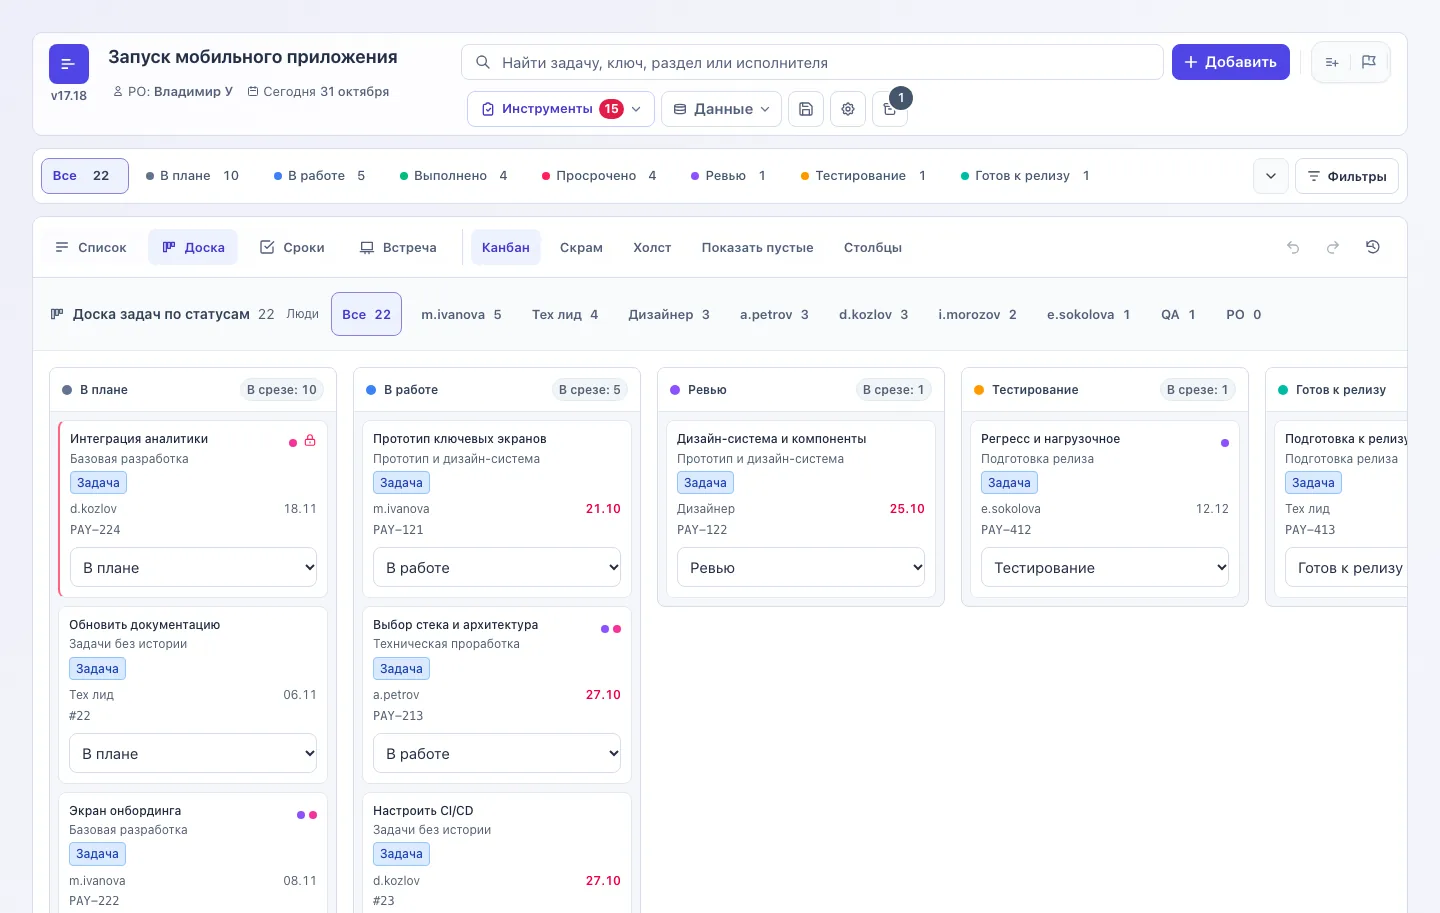 Запуск мобильного приложения
v17.18
PO: Владимир У
Сегодня 31 октября
Найти задачу, ключ, раздел или исполнителя
Добавить
Инструменты 15
Данные
1
Все 22
В плане 10
В работе 5
Выполнено 4
Просрочено 4
Ревью 1
Тестирование 1
Готов к релизу 1
Фильтры
Список
Доска
Сроки
Встреча
Канбан
Скрам
Холст
Показать пустые
Столбцы
Доска задач по статусам 22
Люди
Все 22
m.ivanova 5
Тех лид 4
Дизайнер 3
a.petrov 3
d.kozlov 3
i.morozov 2
e.sokolova 1
QA 1
PO 0
В плане
В срезе: 10
Интеграция аналитики
Базовая разработка
Задача
d.kozlov 18.11
PAY-224
В плане
Обновить документацию
Задачи без истории
Задача
Тех лид 06.11
#22
В плане
Экран онбординга
Базовая разработка
Задача
m.ivanova 08.11
PAY-222
В работе
В срезе: 5
Прототип ключевых экранов
Прототип и дизайн-система
Задача
m.ivanova 21.10
PAY-121
В работе
Выбор стека и архитектура
Техническая проработка
Задача
a.petrov 27.10
PAY-213
В работе
Настроить CI/CD
Задачи без истории
Задача
d.kozlov 27.10
#23
Ревью
В срезе: 1
Дизайн-система и компоненты
Прототип и дизайн-система
Задача
Дизайнер 25.10
PAY-122
Ревью
Тестирование
В срезе: 1
Регресс и нагрузочное
Подготовка релиза
Задача
e.sokolova 12.12
PAY-412
Тестирование
Готов к релизу
Подготовка к релизу
Подготовка релиза
Задача
Тех лид
PAY-413
Готов к релизу